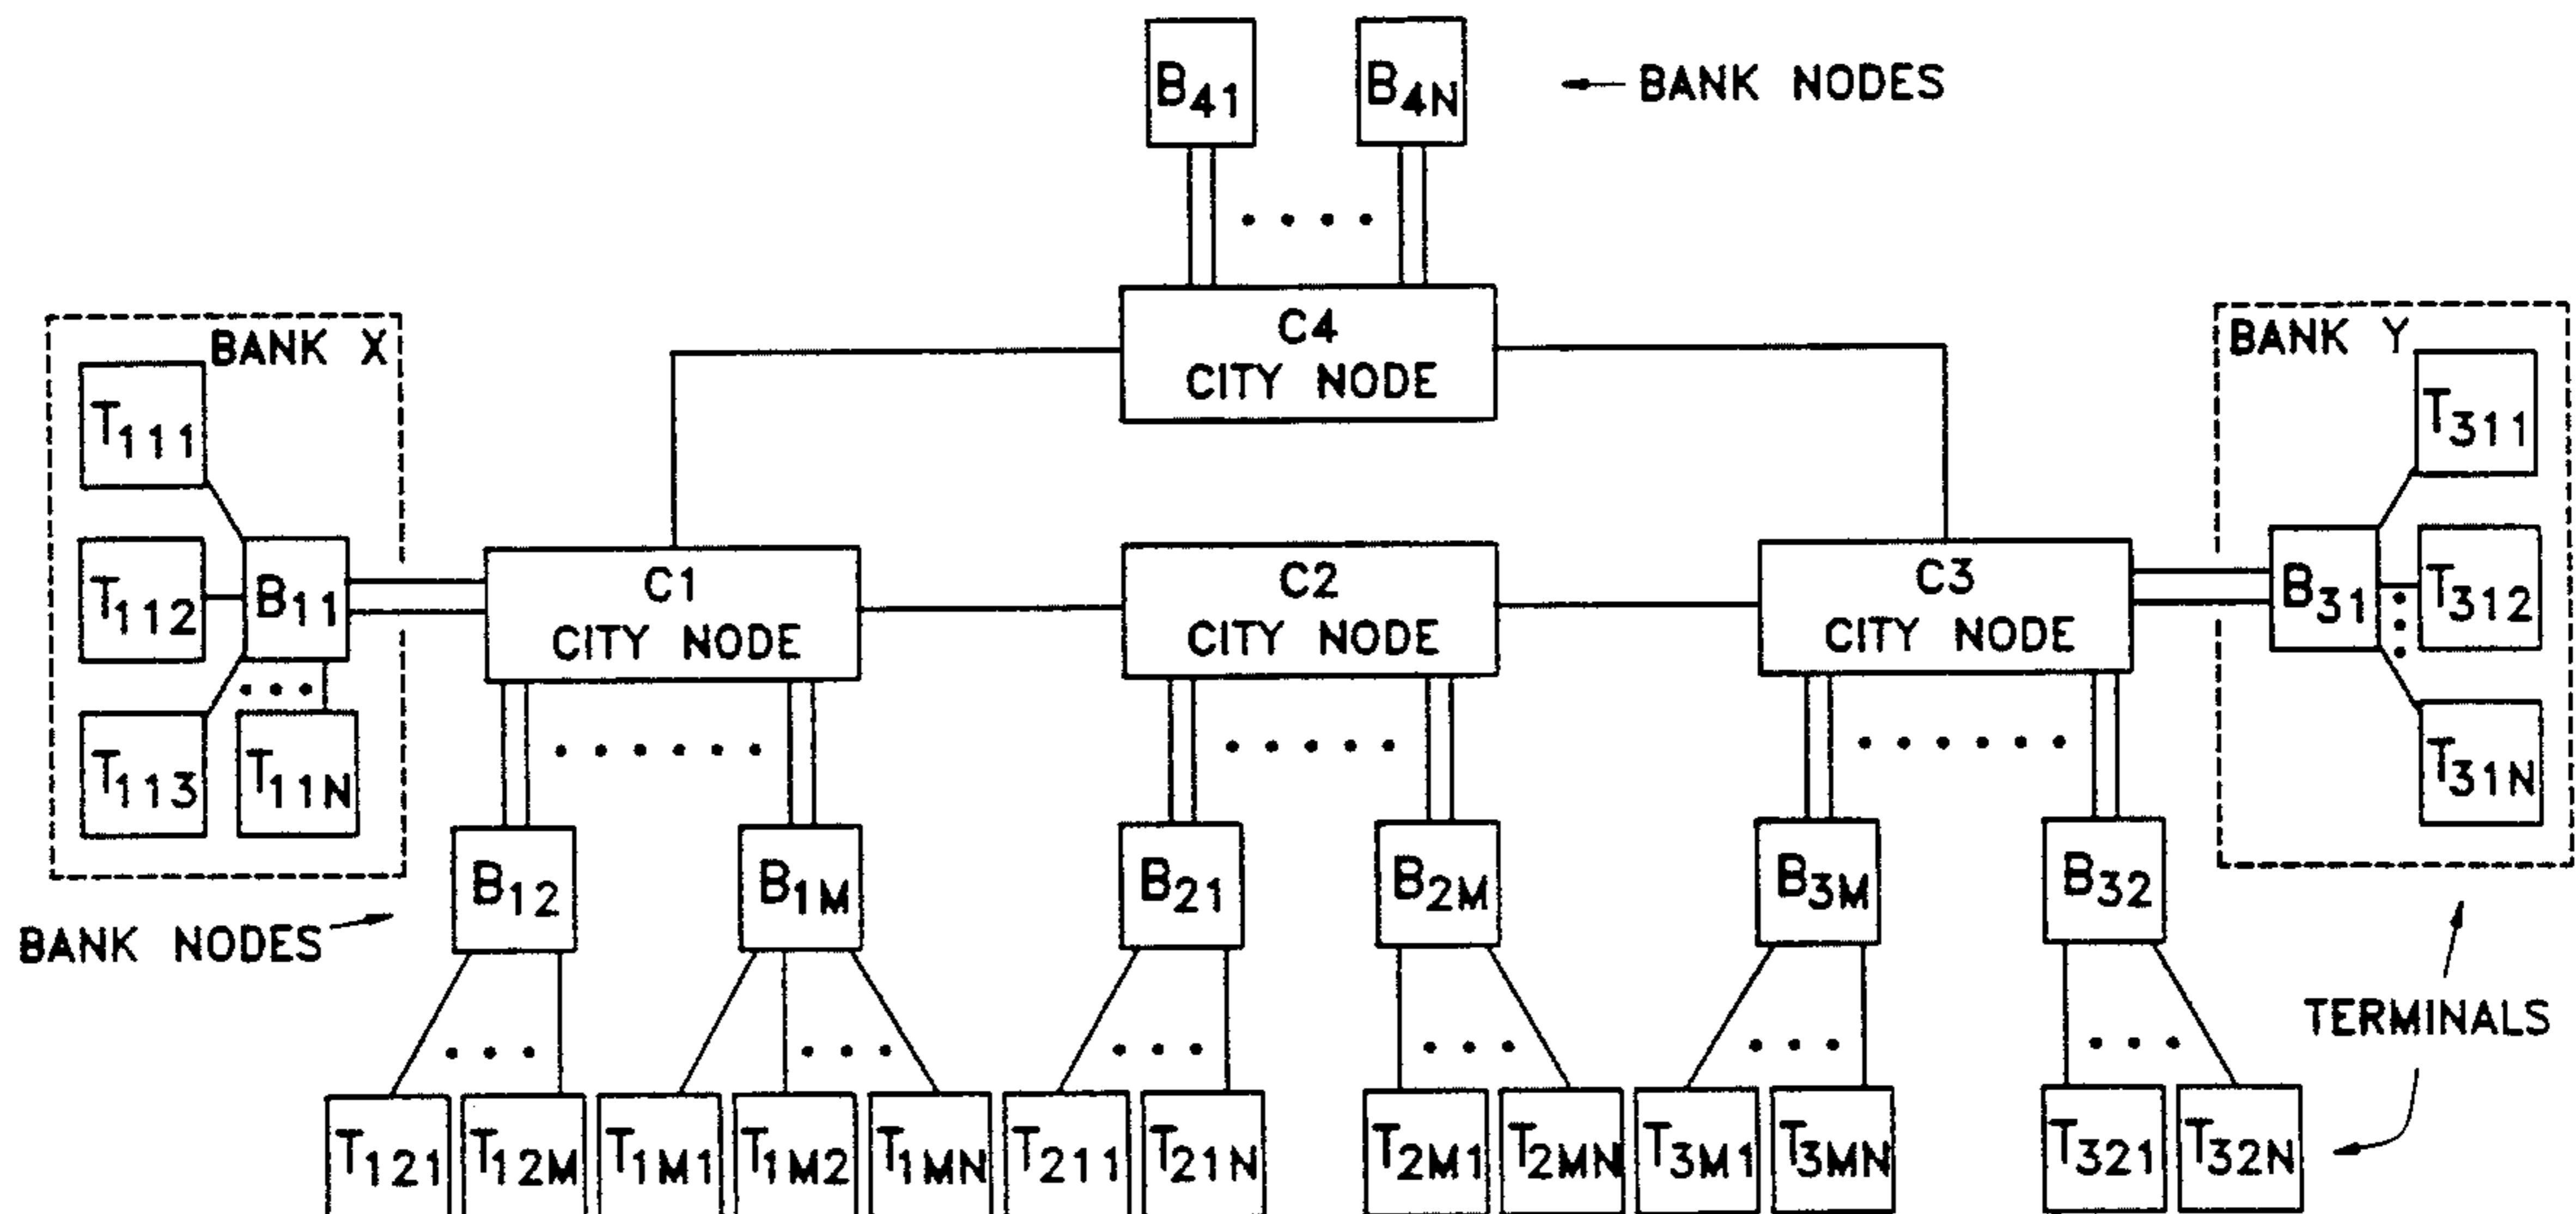 B41 B4N ← BANK NODES
C4
CITY NODE
BANK X
BANK Y
T111
T311
T112 B11
C1
CITY NODE
C2
CITY NODE
C3
CITY NODE
B31 T312
T113 T11N
T31N
B12 B1M B21 B2M B3M B32
BANK NODES
TERMINALS
T121 T12M T1M1 T1M2 T1MN T211 T21N T2M1 T2MN T3M1 T3MN T321 T32N